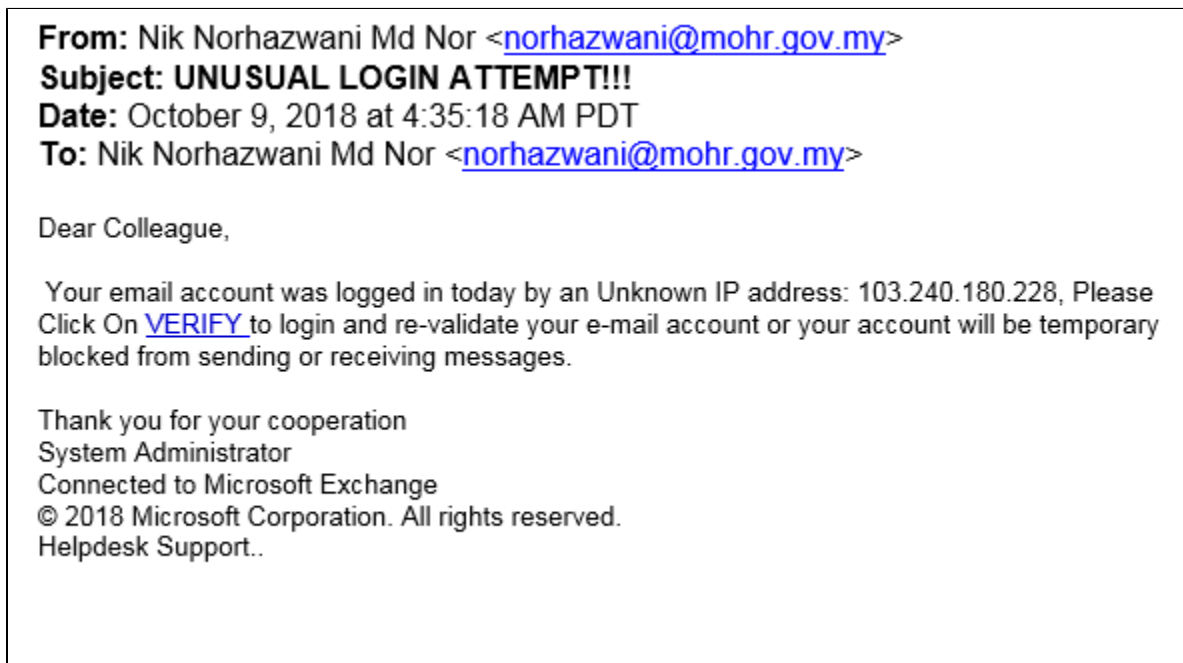 From: Nik Norhazwani Md Nor <norhazwani@mohr.gov.my>
Subject: UNUSUAL LOGIN ATTEMPT!!!
Date: October 9, 2018 at 4:35:18 AM PDT
To: Nik Norhazwani Md Nor <norhazwani@mohr.gov.my>
Dear Colleague,
Your email account was logged in today by an Unknown IP address: 103.240.180.228, Please
Click On VERIFY to login and re-validate your e-mail account or your account will be temporary
blocked from sending or receiving messages.
Thank you for your cooperation
System Administrator
Connected to Microsoft Exchange
© 2018 Microsoft Corporation. All rights reserved.
Helpdesk Support..